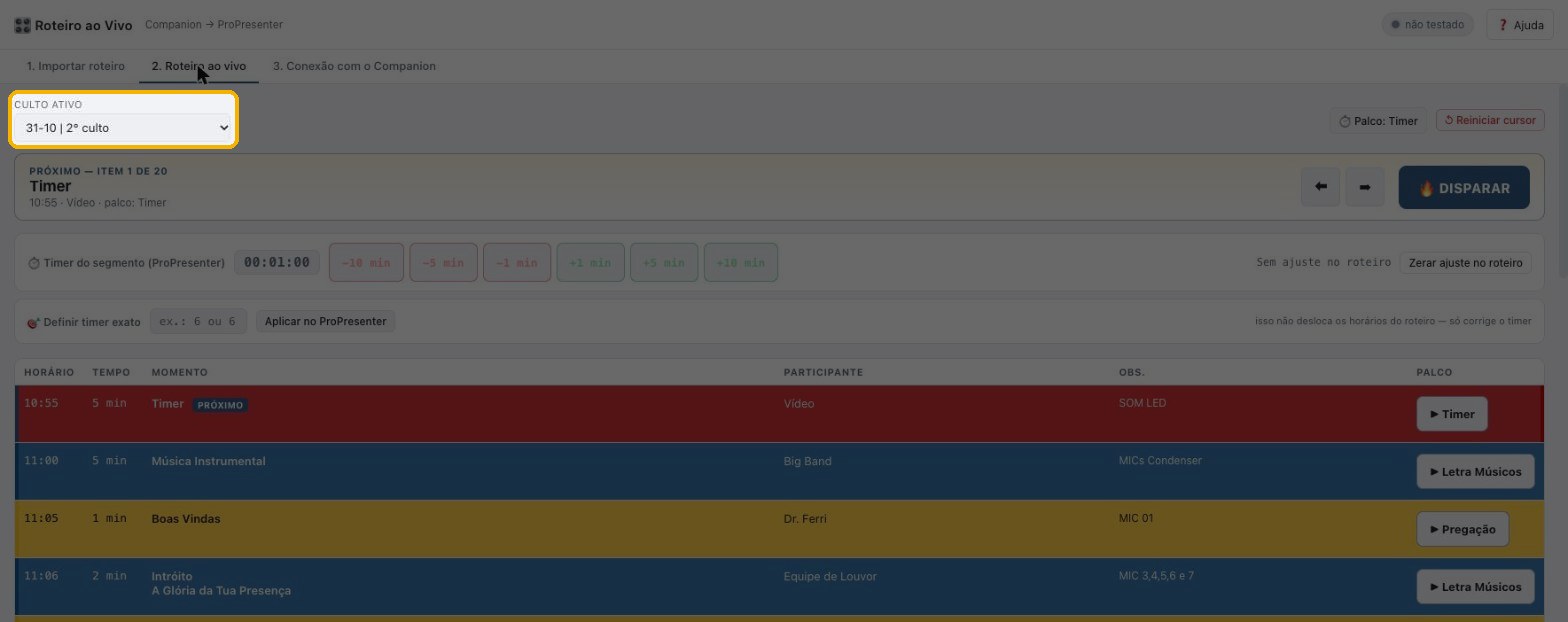 Roteiro ao Vivo Companion → ProPresenter não testado ❓ Ajuda
1. Importar roteiro 2. Roteiro ao vivo 3. Conexão com o Companion
CULTO ATIVO
31-10 | 2º culto
⏱ Palco: Timer ↺ Reiniciar cursor
PRÓXIMO — ITEM 1 DE 20
Timer
10:55 · Vídeo · palco: Timer
⬅ ➡ 🔥 DISPARAR
⏱ Timer do segmento (ProPresenter) 00:01:00 −10 min −5 min −1 min +1 min +5 min +10 min Sem ajuste no roteiro Zerar ajuste no roteiro
🎯 Definir timer exato ex.: 6 ou 6 Aplicar no ProPresenter isso não desloca os horários do roteiro — só corrige o timer
HORÁRIO TEMPO MOMENTO PARTICIPANTE OBS. PALCO
10:55 5 min Timer PRÓXIMO Vídeo SOM LED ▶ Timer
11:00 5 min Música Instrumental Big Band MICs Condenser ▶ Letra Músicos
11:05 1 min Boas Vindas Dr. Ferri MIC 01 ▶ Pregação
11:06 2 min Intróito Equipe de Louvor MIC 3,4,5,6 e 7 ▶ Letra Músicos
A Glória da Tua Presença